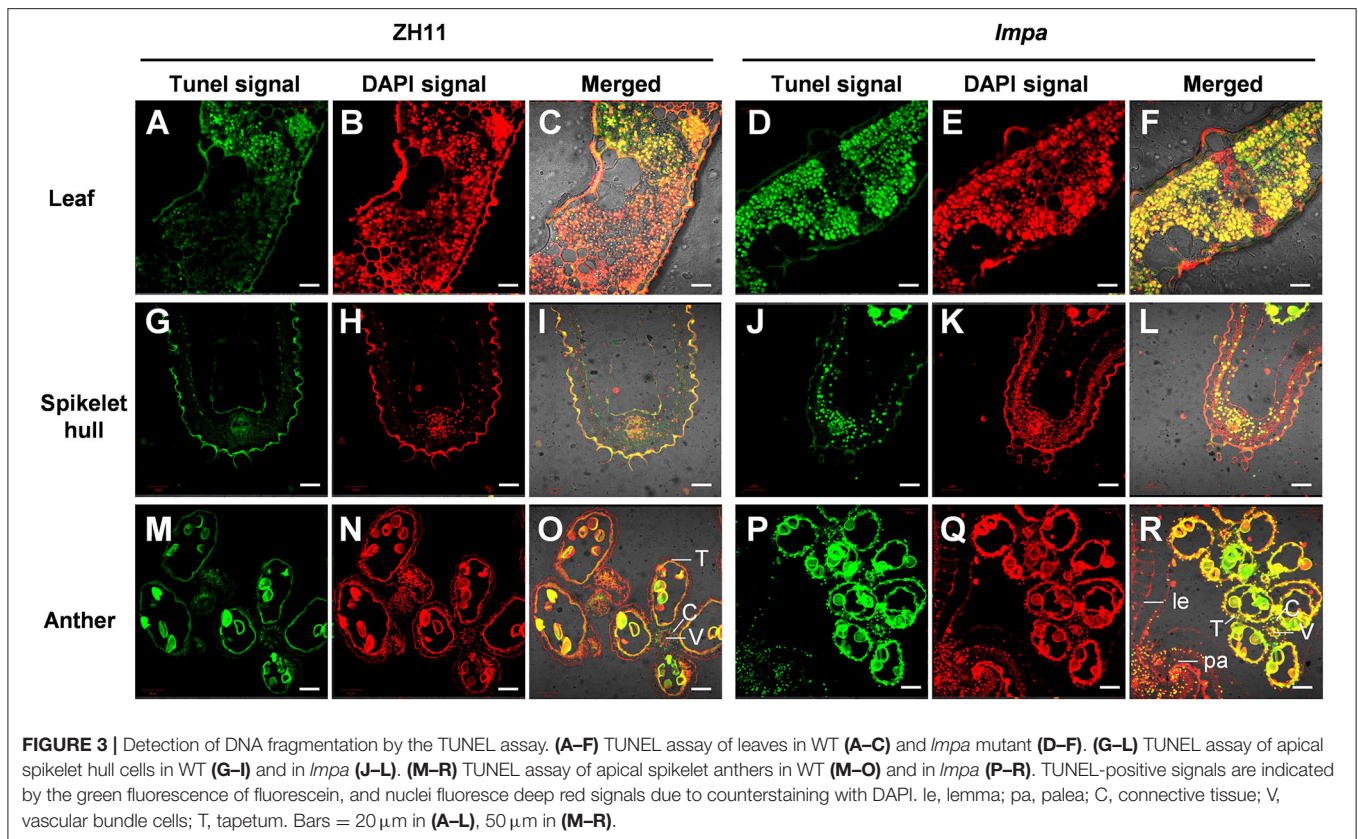 ZH11 lmpa
Tunel signal DAPI signal Merged Tunel signal DAPI signal Merged
Leaf A B C D E F
Spikelet hull G H I J K L
Anther M N O T C V P Q R le T C V pa
FIGURE 3 | Detection of DNA fragmentation by the TUNEL assay. (A–F) TUNEL assay of leaves in WT (A–C) and lmpa mutant (D–F). (G–L) TUNEL assay of apical
spikelet hull cells in WT (G–I) and in lmpa (J–L). (M–R) TUNEL assay of apical spikelet anthers in WT (M–O) and in lmpa (P–R). TUNEL-positive signals are indicated
by the green fluorescence of fluorescein, and nuclei fluoresce deep red signals due to counterstaining with DAPI. le, lemma; pa, palea; C, connective tissue; V,
vascular bundle cells; T, tapetum. Bars = 20 μm in (A–L), 50 μm in (M–R).